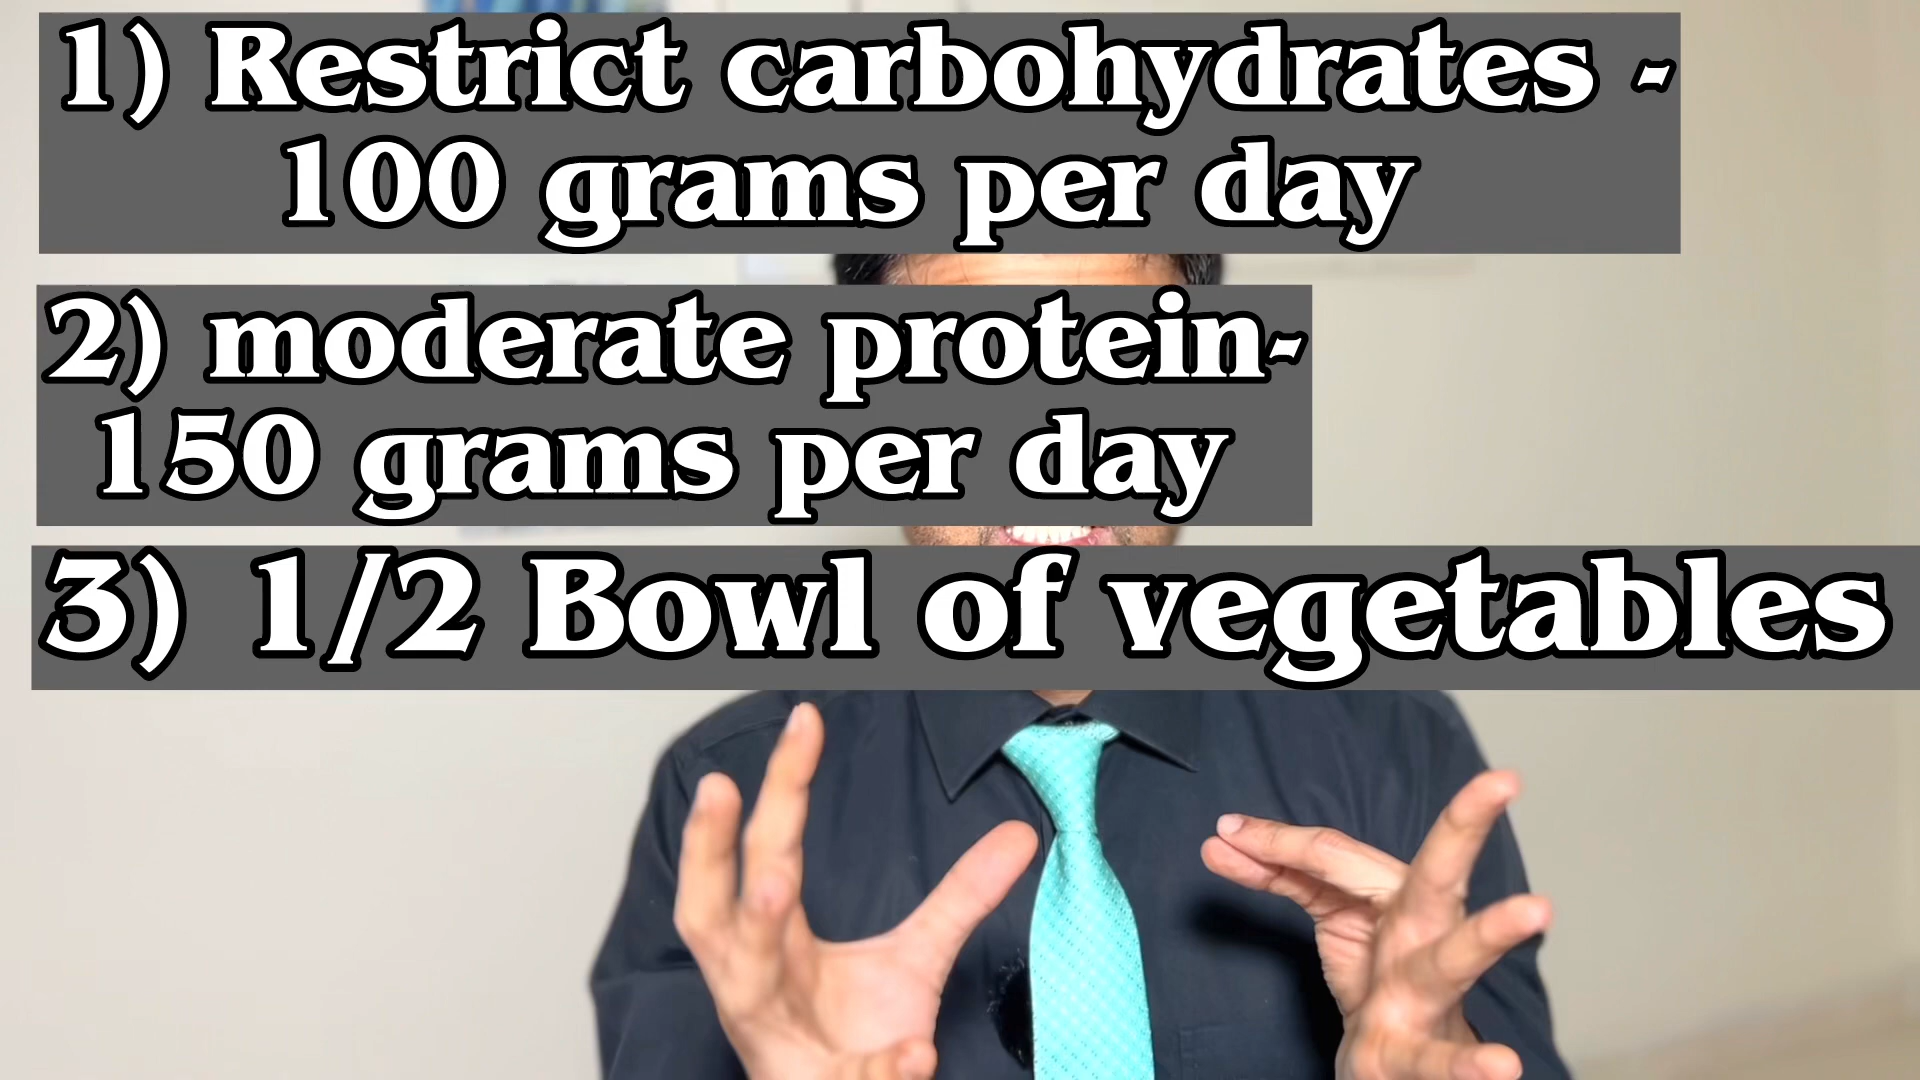 1) Restrict carbohydrates -
100 grams per day
2) moderate protein-
150 grams per day
3) 1/2 Bowl of vegetables